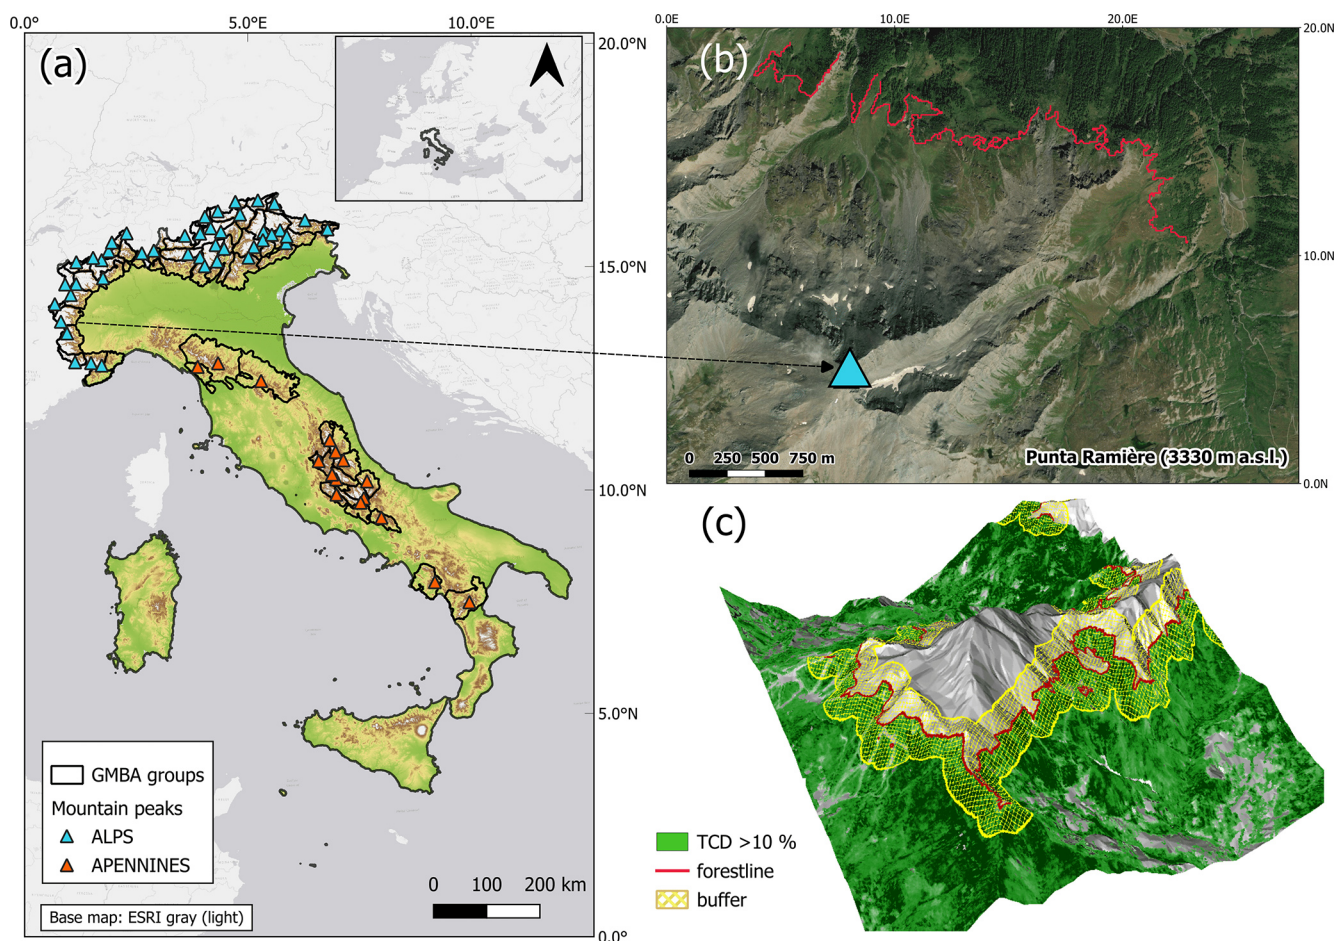 0.0°
5.0°E
10.0°E
(a)
20.0°N
15.0°N
10.0°N
5.0°N
0.0°
GMBA groups
Mountain peaks
ALPS
APENNINES
0 100 200 km
Base map: ESRI gray (light)
0.0E
10.0E
20.0E
20.0N
10.0N
0.0N
(b)
0 250 500 750 m
Punta Ramière (3330 m a.s.l.)
(c)
TCD >10 %
forestline
buffer